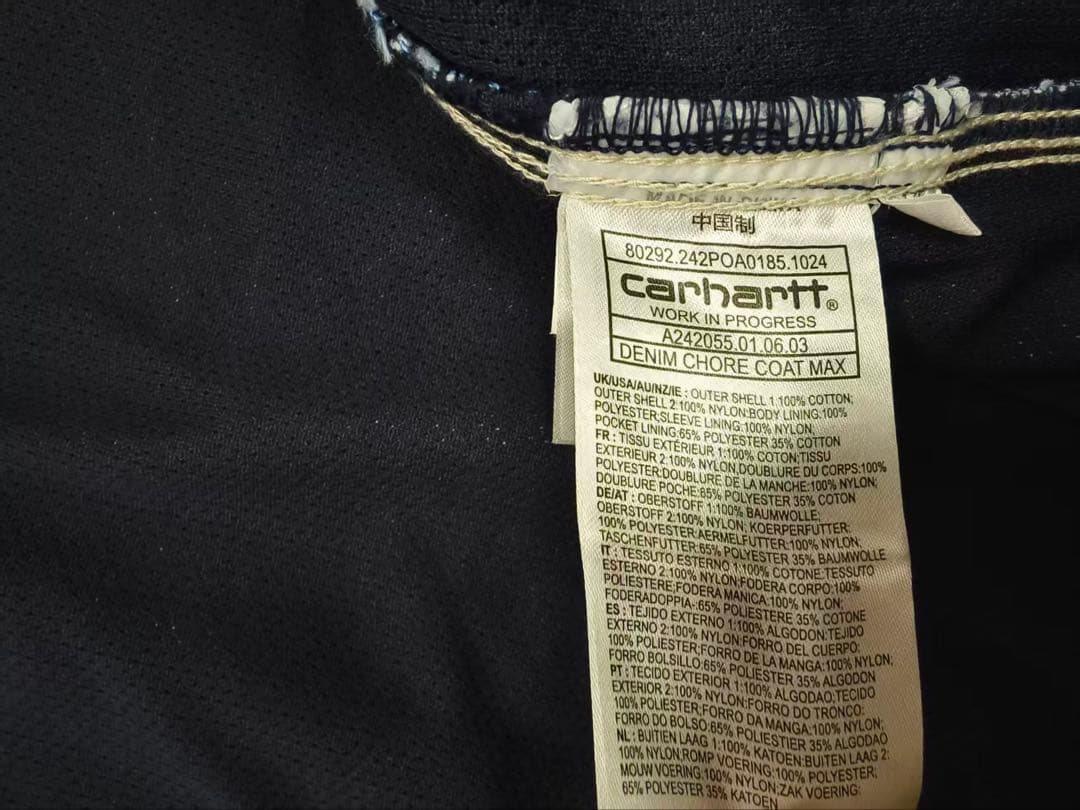 MADE IN CHINA
中国制
80292.242POA0185.1024
carhartt®
WORK IN PROGRESS
A242055.01.06.03
DENIM CHORE COAT MAX
UK/USA/AU/NZ/IE : OUTER SHELL 1:100% COTTON;
OUTER SHELL 2:100% NYLON:BODY LINING:100%
POLYESTER;SLEEVE LINING:100% NYLON,
POCKET LINING:65% POLYESTER 35% COTTON
FR : TISSU EXTÉRIEUR 1:100% COTON;TISSU
EXTERIEUR 2:100% NYLON,DOUBLURE DU CORPS:100%
POLYESTER:DOUBLURE DE LA MANCHE:100% NYLON;
DOUBLURE POCHE:65% POLYESTER 35% COTON
DE/AT : OBERSTOFF 1:100% BAUMWOLLE;
OBERSTOFF 2:100% NYLON; KOERPERFUTTER:
100% POLYESTER:AERMELFUTTER:100% NYLON;
TASCHENFUTTER:65% POLYESTER 35% BAUMWOLLE
IT : TESSUTO ESTERNO 1:100% COTONE:TESSUTO
ESTERNO 2:100% NYLON:FODERA CORPO:100%
POLIESTERE;FODERA MANICA:100% NYLON;
FODERADOPPIA-:65% POLIESTERE 35% COTONE
ES : TEJIDO EXTERNO 1:100% ALGODON:TEJIDO
EXTERNO 2:100% NYLON:FORRO DEL CUERPO:
100% POLIESTER;FORRO DE LA MANGA:100% NYLON;
FORRO BOLSILLO:65% POLIESTER 35% ALGODON
PT : TECIDO EXTERIOR 1:100% ALGODAO;TECIDO
EXTERIOR 2:100% NYLON:FORRO DO TRONCO:
100% POLIESTER;FORRO DA MANGA:100% NYLON;
FORRO DO BOLSO:65% POLIESTIER 35% ALGODAO
NL : BUITEN LAAG 1:100% KATOEN:BUITEN LAAG 2:
100% NYLON;ROMP VOERING:100% POLYESTER;
MOUW VOERING:100% NYLON;ZAK VOERING:
65% POLYESTER 35% KATOEN